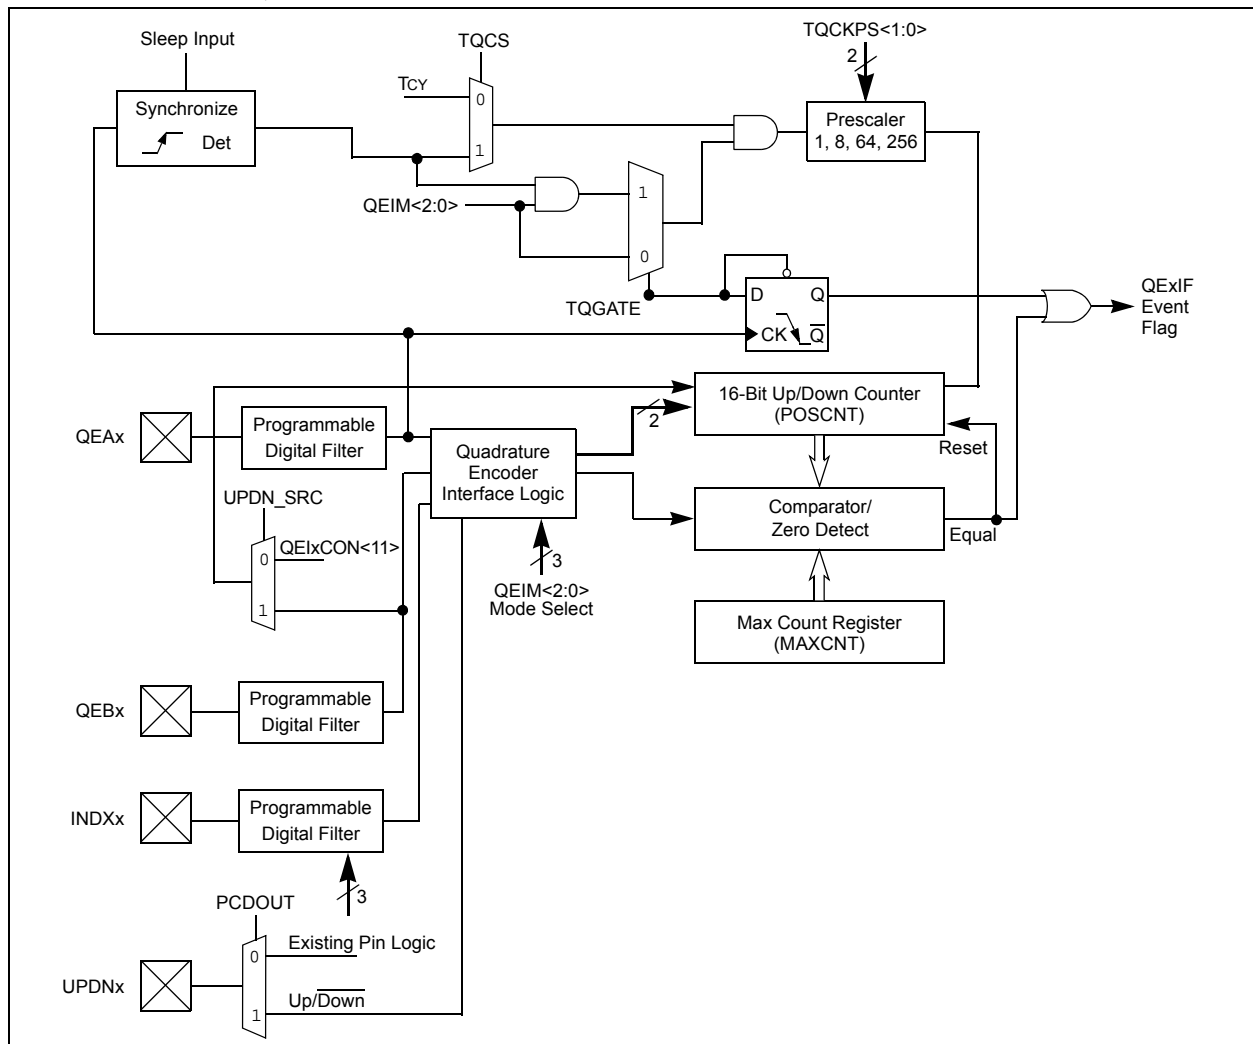 Sleep Input
TQCS
TQCKPS<1:0>
2
TCY
0
Synchronize
Det
1
Prescaler
1, 8, 64, 256
QEIM<2:0>
1
0
TQGATE
D
Q
CK
Q
QExIF
Event
Flag
QEAx
Programmable
Digital Filter
Quadrature
Encoder
Interface Logic
2
16-Bit Up/Down Counter
(POSCNT)
Reset
UPDN_SRC
0
QEIxCON<11>
1
3
QEIM<2:0>
Mode Select
Comparator/
Zero Detect
Equal
Max Count Register
(MAXCNT)
QEBx
Programmable
Digital Filter
INDXx
Programmable
Digital Filter
3
PCDOUT
0
Existing Pin Logic
UPDNx
Up/Down
1